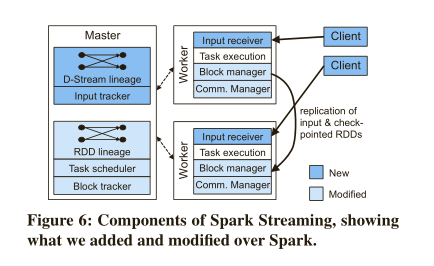 Master
D-Stream lineage
Input tracker
RDD lineage
Task scheduler
Block tracker
Worker
Input receiver
Task execution
Block manager
Comm. Manager
Worker
Input receiver
Task execution
Block manager
Comm. Manager
Client
Client
replication of
input & check-
pointed RDDs
New
Modified
Figure 6: Components of Spark Streaming, showing
what we added and modified over Spark.